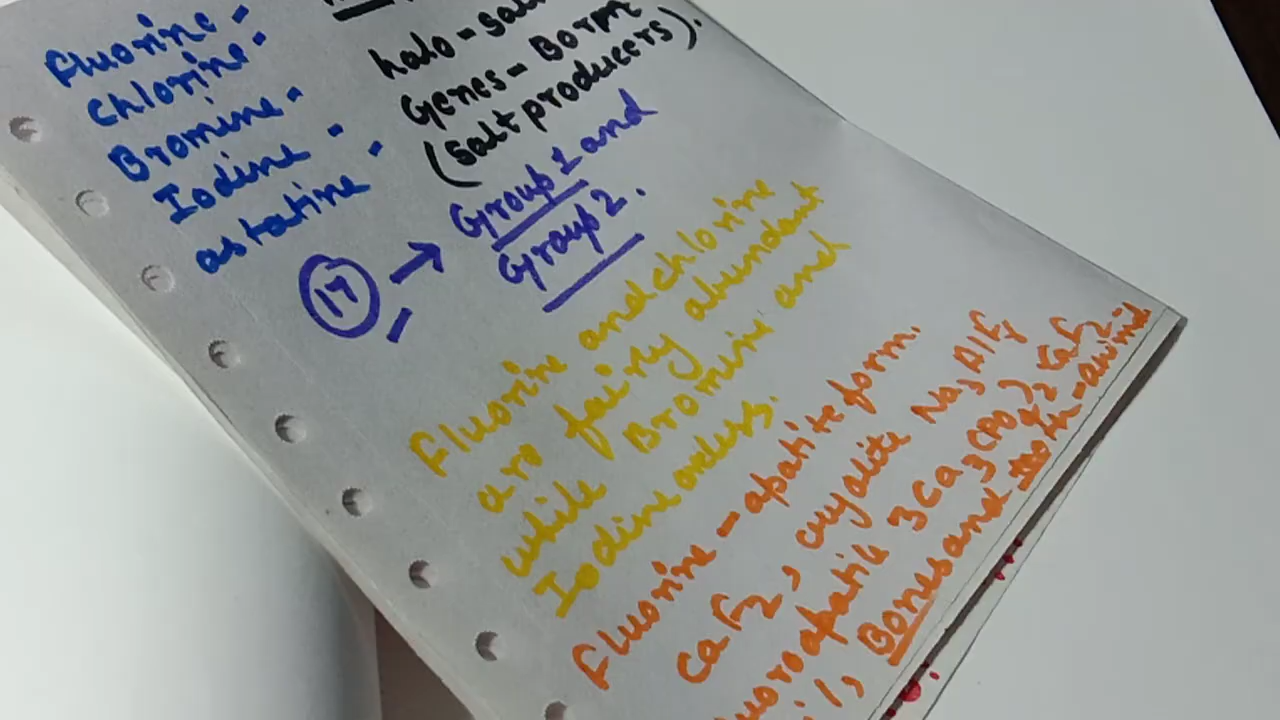 Fluorine -
Chlorine -
Bromine -
Iodine -
astatine -
halo - salt
Genes - Born
(Salt producers).
17 → Group 1 and
Group 2.
Fluorine and chlorine
are fairly abundant
while Bromine and
Iodine
Fluorine - apatite form.
CaF2, cryolite Na3AlF6
3Ca3(PO4)2 CaF2
Bones and